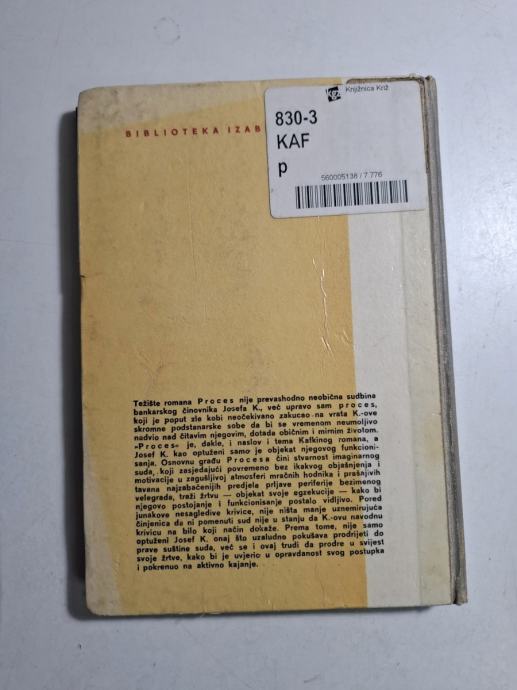 Knjižnica Križ
830-3
KAF
p
560005138 / 7 776
BIBLIOTEKA IZAB
Težište romana Proces nije prevashodno neobična sudbina
bankarskog činovnika Josefa K., već upravo sam proces,
koji je poput zle kobi neočekivano zakucao na vrata K.-ove
skromne podstanarske sobe da bi se vremenom neumoljivo
nadvio nad čitavim njegovim, dotada običnim i mirnim životom.
»Proces« je, dakle, i naslov i tema Kafkinog romana, a
Josef K. kao optuženi samo je objekat njegovog funkcioni-
sanja. Osnovnu građu Procesa čini stvarnost imaginarnog
suda, koji zasjedajući povremeno bez ikakvog objašnjenja i
motivacije u zagušljivoj atmosferi mračnih hodnika i prašnjavih
tavana najzabačenijih predjela prljave periferije bezimenog
velegrada, traži žrtvu — objekat svoje egzekucije — kako bi
njegovo postojanje i funkcionisanje postalo vidljivo. Pored
junakove nesagledive krivice, nije ništa manje uznemirujuća
činjenica da ni pomenuti sud nije u stanju da K.-ovu navodnu
krivicu na bilo koji način dokaže. Prema tome, nije samo
optuženi Josef K. onaj što uzaludno pokušava prodrijeti do
prave suštine suda, već se i ovaj trudi da prodre u svijest
svoje žrtve, kako bi je uvjerio u opravdanost svog postupka
i pokrenuo na aktivno kajanje.